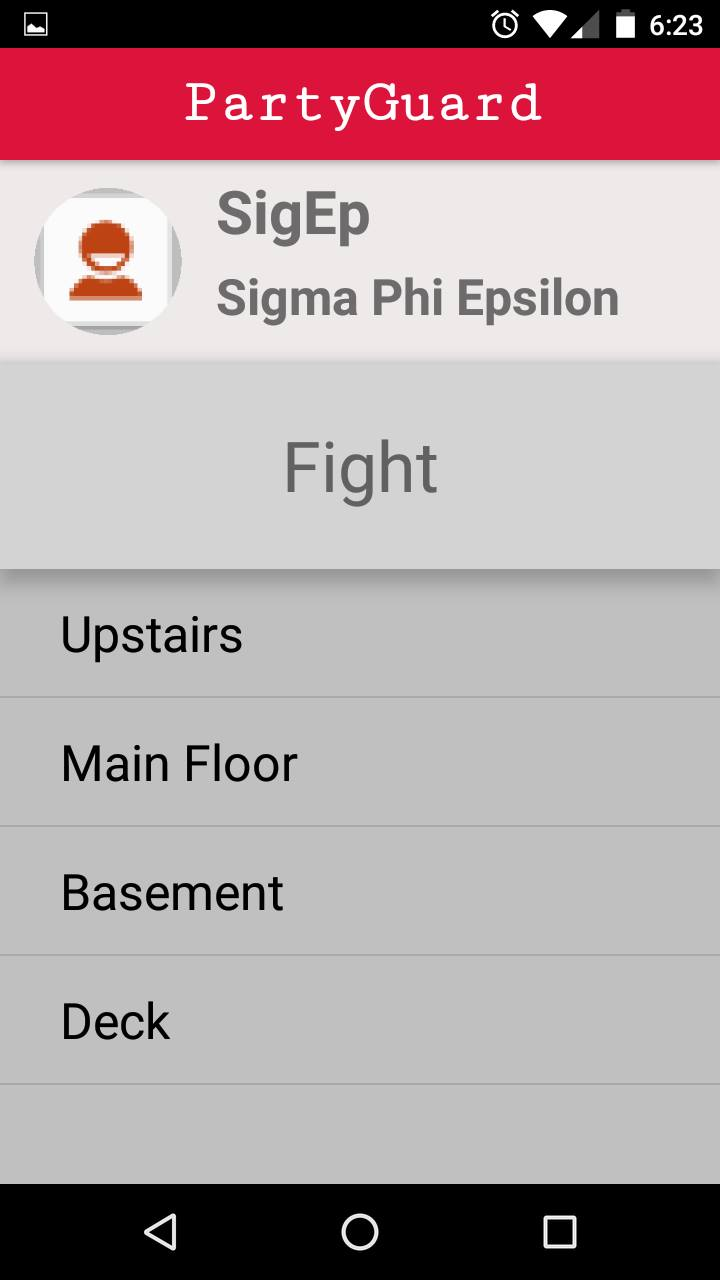 6:23
PartyGuard
SigEp
Sigma Phi Epsilon
Fight
Upstairs
Main Floor
Basement
Deck